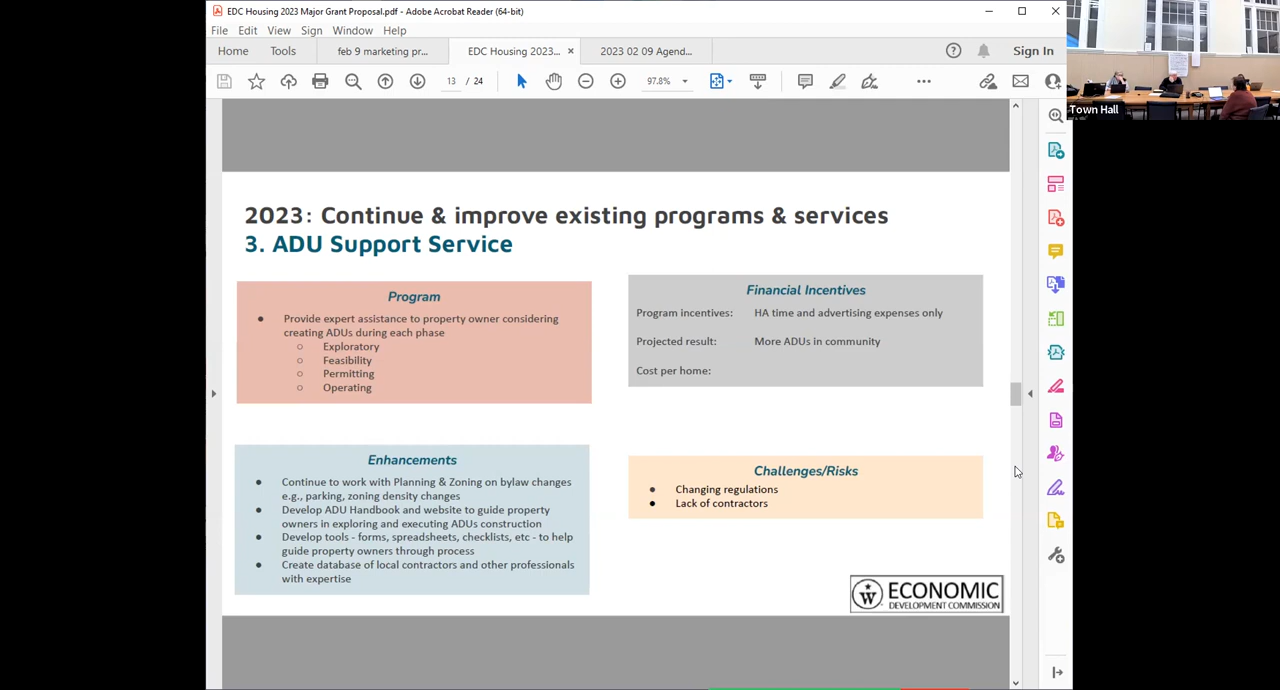 EDC Housing 2023 Major Grant Proposal.pdf - Adobe Acrobat Reader (64-bit)
File Edit View Sign Window Help
Home Tools feb 9 marketing pr... EDC Housing 2023... × 2023 02 09 Agend... Sign In
13 / 24 97.8%
Town Hall
2023: Continue & improve existing programs & services
3. ADU Support Service
Program
● Provide expert assistance to property owner considering
creating ADUs during each phase
○ Exploratory
○ Feasibility
○ Permitting
○ Operating
Financial Incentives
Program incentives: HA time and advertising expenses only
Projected result: More ADUs in community
Cost per home:
Enhancements
● Continue to work with Planning & Zoning on bylaw changes
e.g., parking, zoning density changes
● Develop ADU Handbook and website to guide property
owners in exploring and executing ADUs construction
● Develop tools - forms, spreadsheets, checklists, etc - to help
guide property owners through process
● Create database of local contractors and other professionals
with expertise
Challenges/Risks
● Changing regulations
● Lack of contractors
W ECONOMIC
DEVELOPMENT COMMISSION